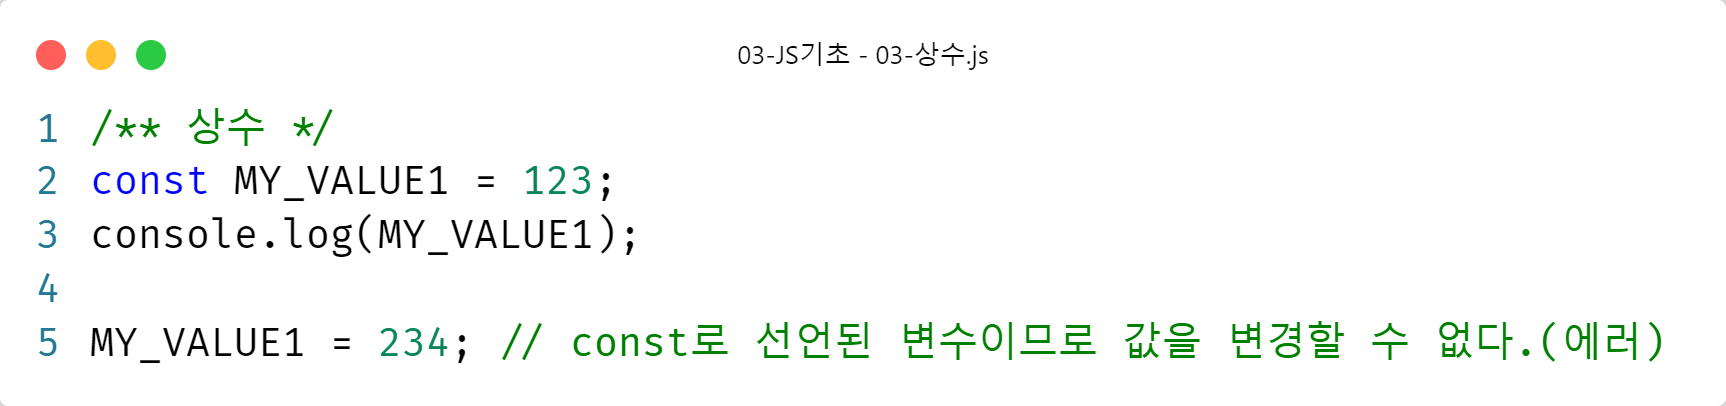 03-JS기초 - 03-상수.js
1 /** 상수 */
2 const MY_VALUE1 = 123;
3 console.log(MY_VALUE1);
4
5 MY_VALUE1 = 234; // const로 선언된 변수이므로 값을 변경할 수 없다.(에러)